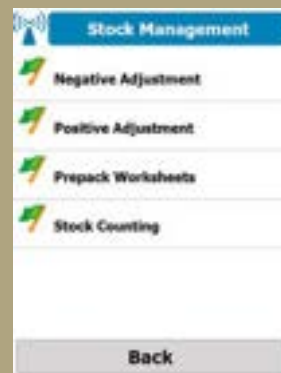 Stock Management
Negative Adjustment
Positive Adjustment
Prepack Worksheets
Stock Counting
Back